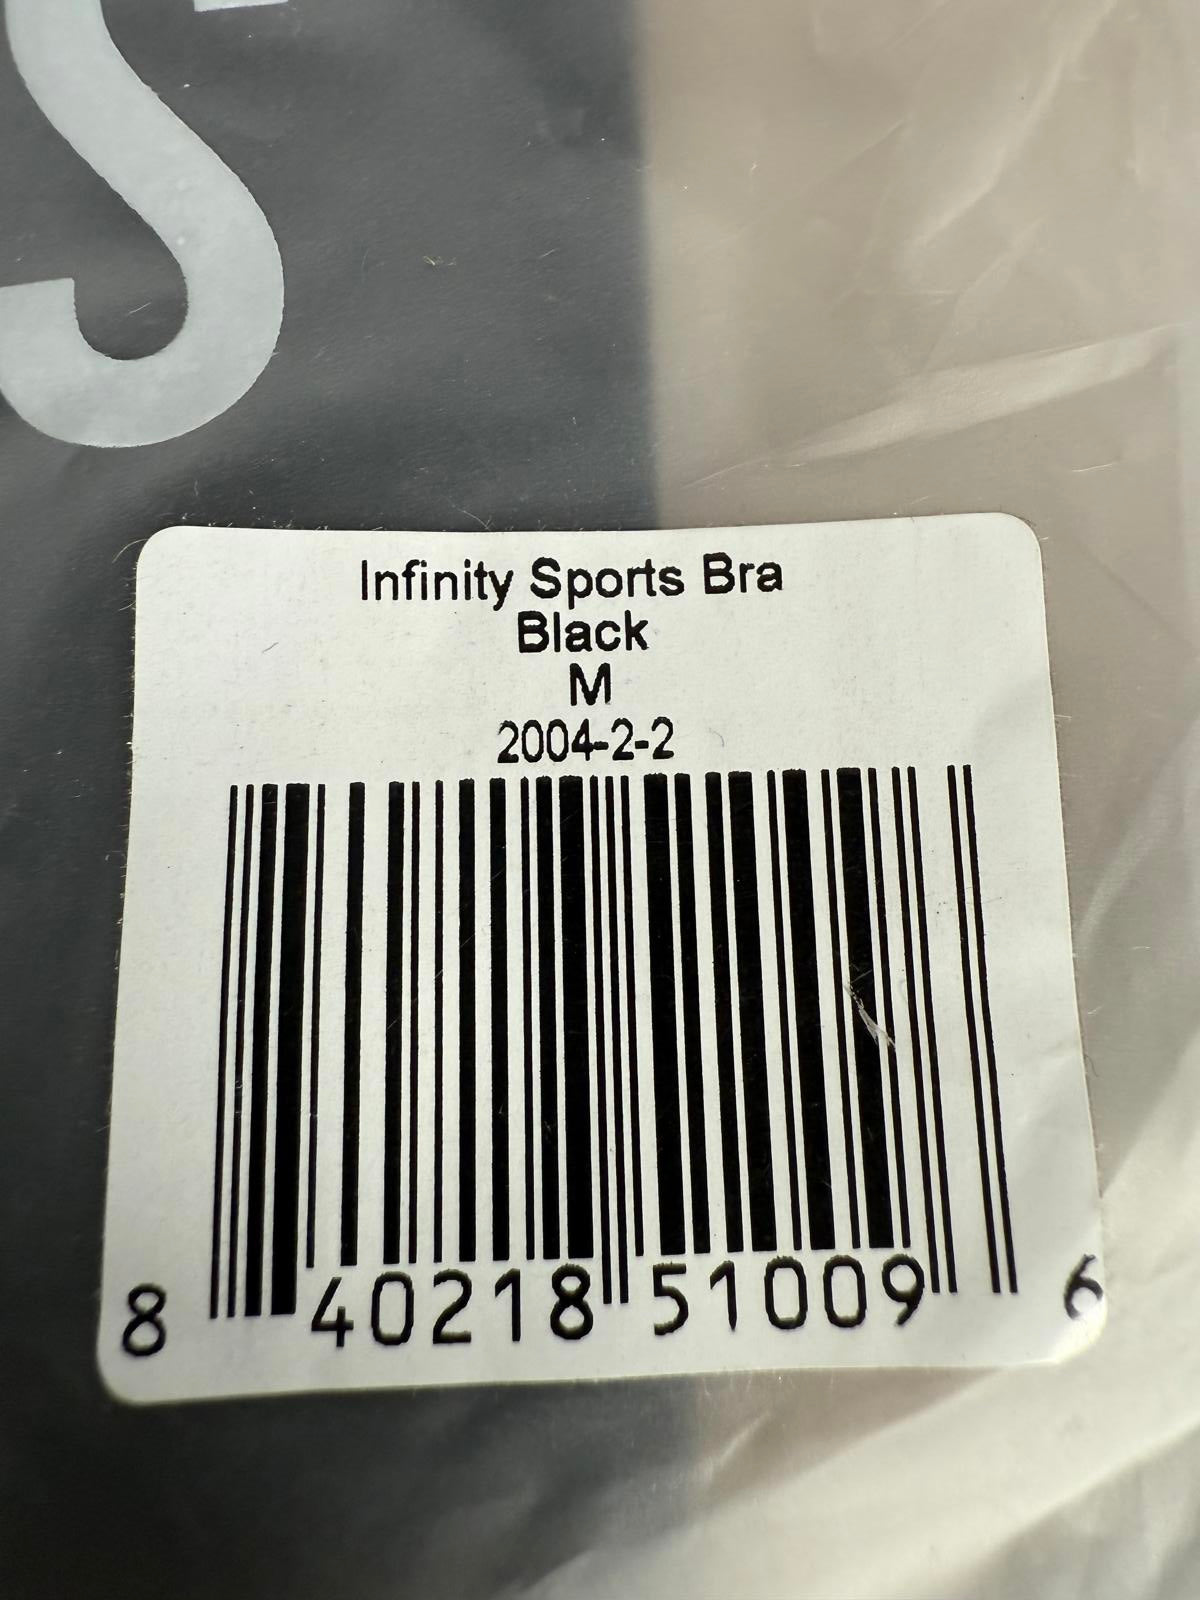 S
Infinity Sports Bra
Black
M
2004-2-2
8 40218 51009 6